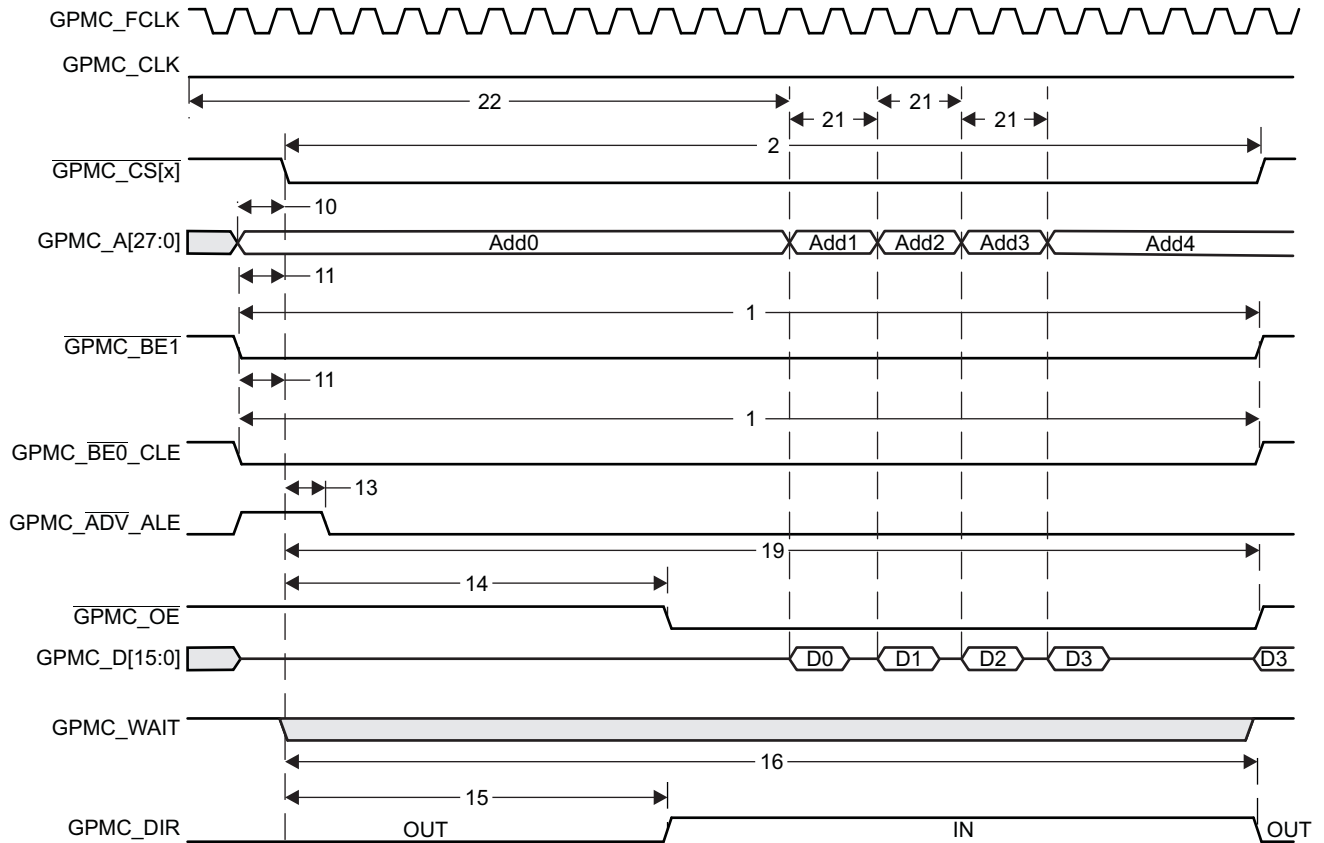 GPMC_FCLK
GPMC_CLK
22
21
21
21
2
GPMC_CS[x]
10
GPMC_A[27:0]
Add0
Add1
Add2
Add3
Add4
11
1
GPMC_BE1
11
1
GPMC_BE0_CLE
13
GPMC_ADV_ALE
19
14
GPMC_OE
GPMC_D[15:0]
D0
D1
D2
D3
D3
GPMC_WAIT
16
15
GPMC_DIR
OUT
IN
OUT